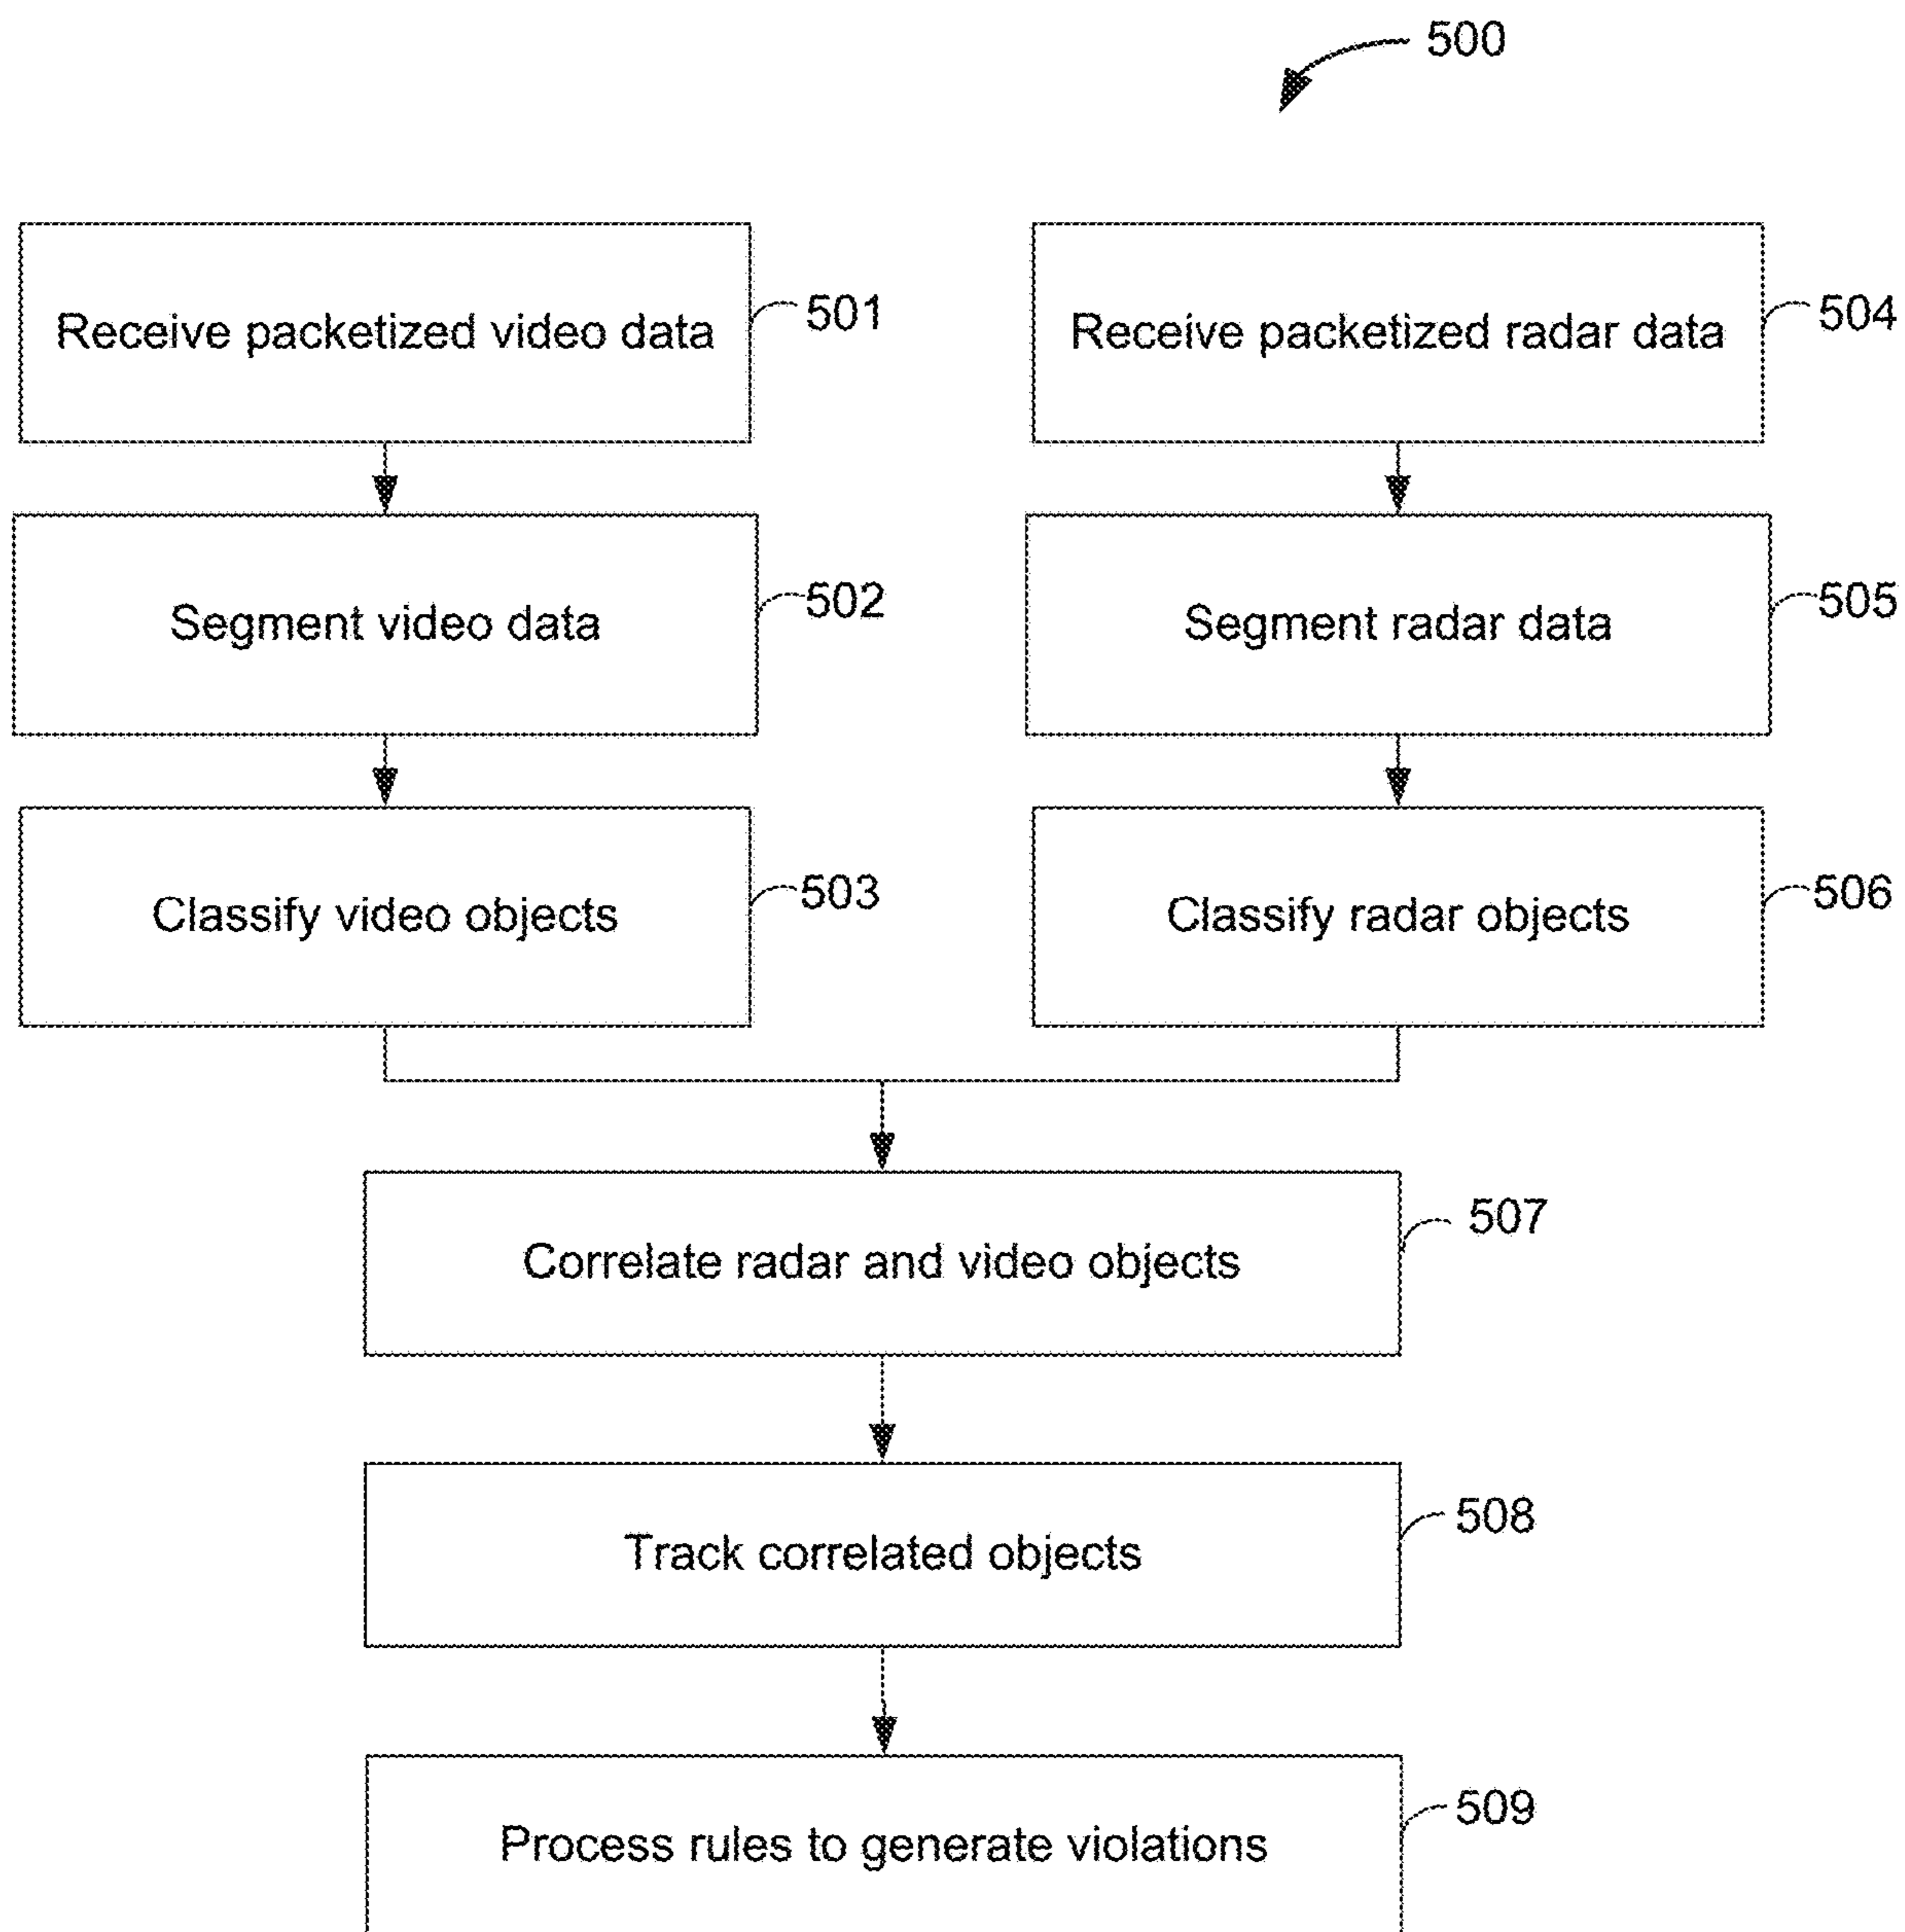 500
Receive packetized video data
501
Receive packetized radar data
504
Segment video data
502
Segment radar data
505
Classify video objects
503
Classify radar objects
506
Correlate radar and video objects
507
Track correlated objects
508
Process rules to generate violations
509